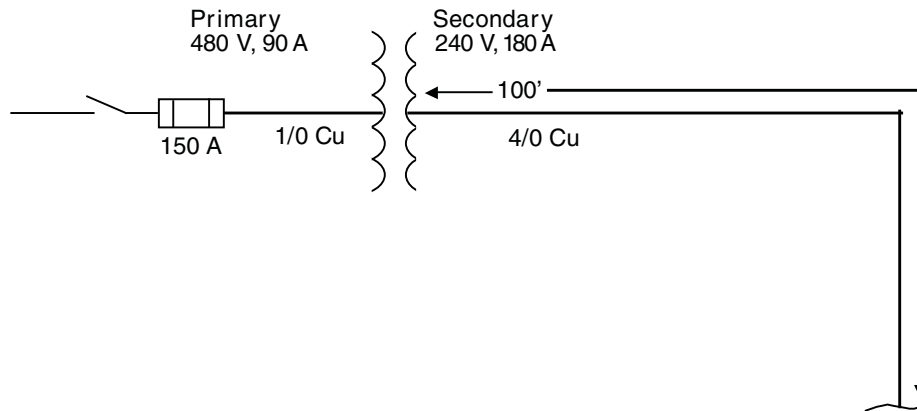 Primary
480 V, 90 A
Secondary
240 V, 180 A
100’
150 A
1/0 Cu
4/0 Cu